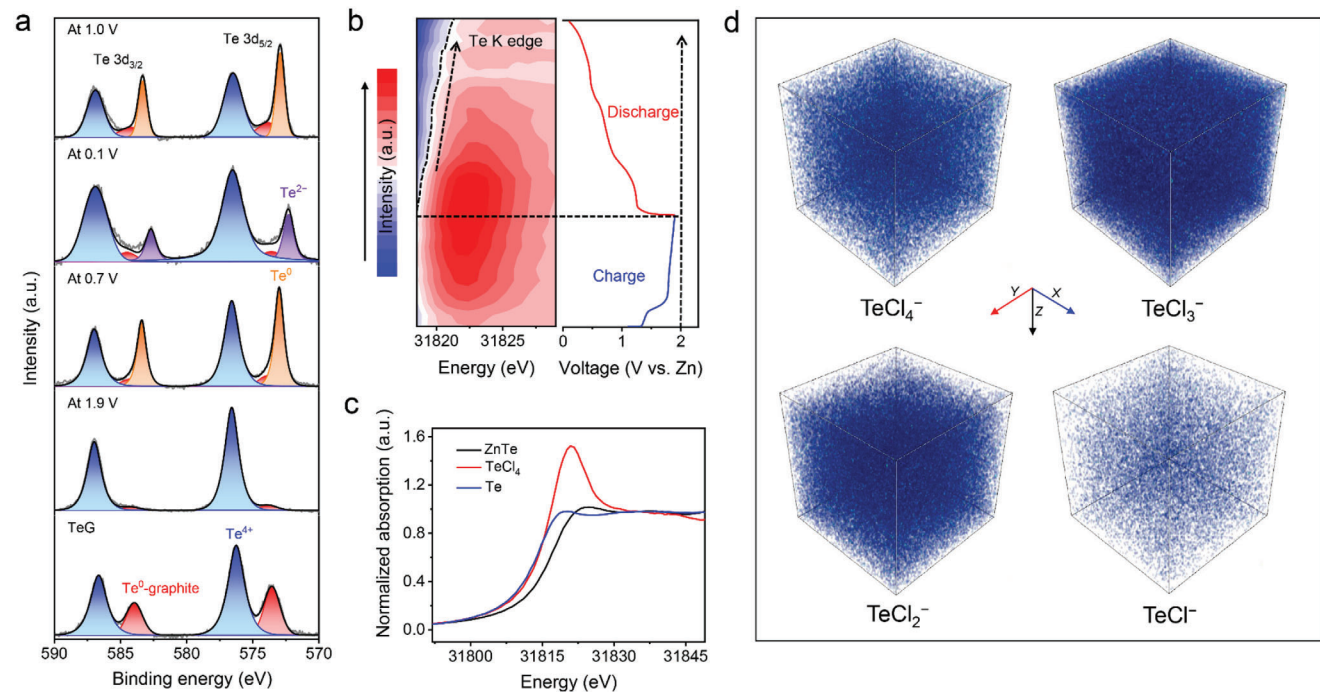 a
At 1.0 V
Te 3d3/2
Te 3d5/2
At 0.1 V
Te2−
At 0.7 V
Te0
At 1.9 V
TeG
Te4+
Te0-graphite
Intensity (a.u.)
590 585 580 575 570
Binding energy (eV)
b
Te K edge
Intensity (a.u.)
Discharge
Charge
31820 31825
0 1 2
Energy (eV)
Voltage (V vs. Zn)
c
Normalized absorption (a.u.)
1.6
1.2
0.8
0.4
0.0
ZnTe
TeCl4
Te
31800 31815 31830 31845
Energy (eV)
d
TeCl4−
TeCl3−
Y
X
Z
TeCl2−
TeCl−